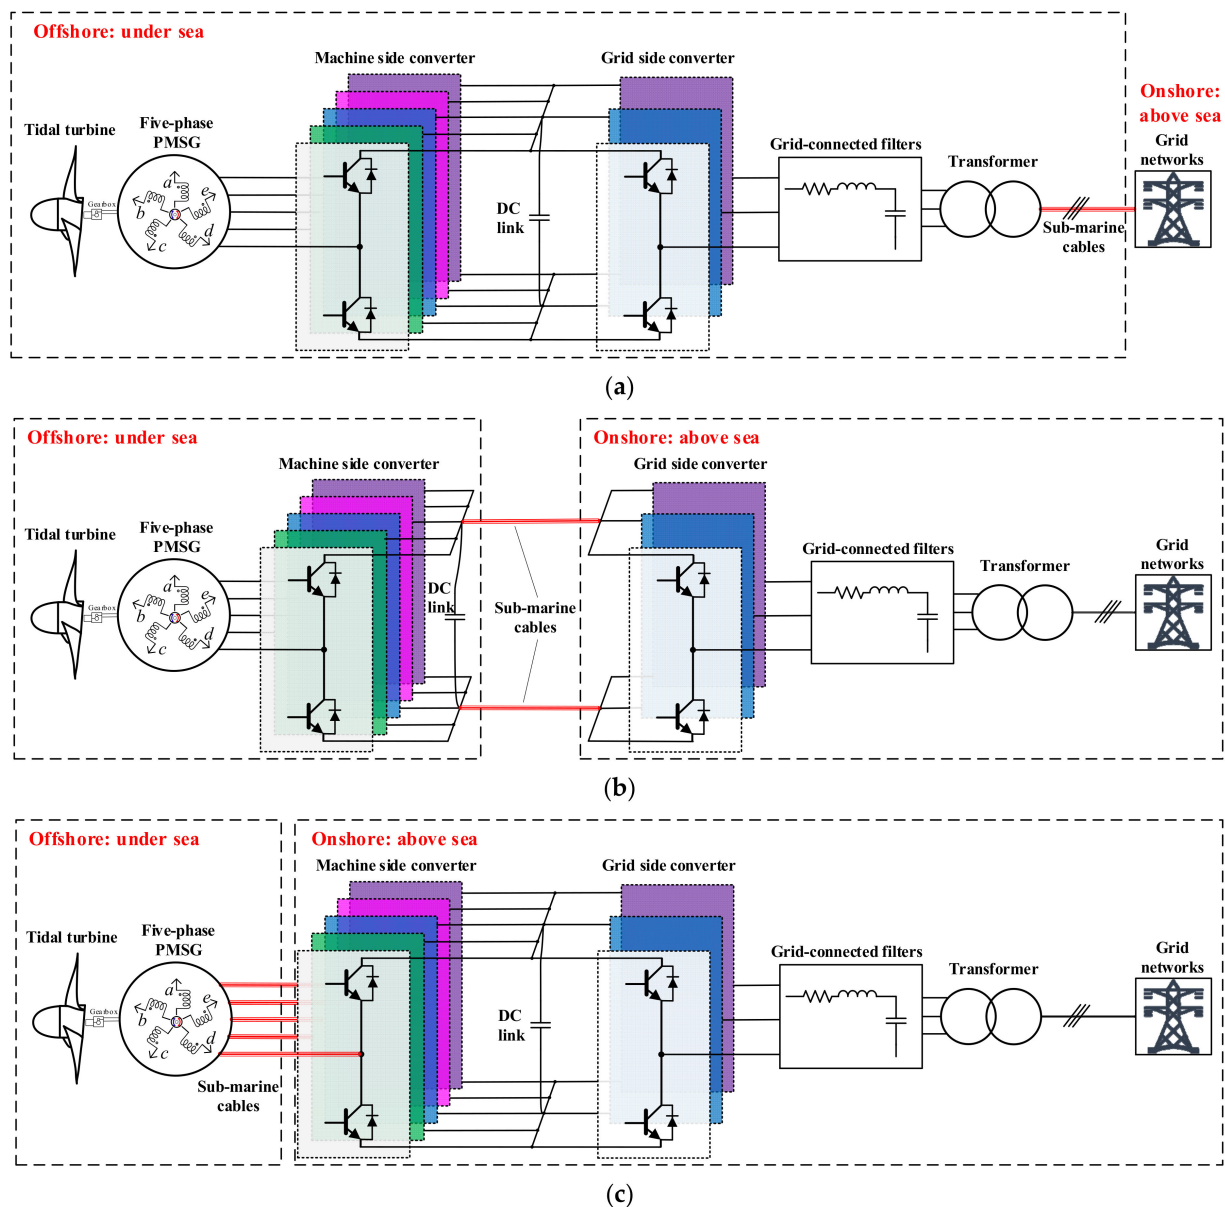 Offshore: under sea
Machine side converter
Grid side converter
Onshore:
above sea
Tidal turbine
Five-phase
PMSG
Grid-connected filters
Transformer
Grid
networks
Gearbox
a
b
c
d
e
DC
link
Sub-marine
cables
(a)
Offshore: under sea
Onshore: above sea
Machine side converter
Grid side converter
Tidal turbine
Five-phase
PMSG
Grid-connected filters
Transformer
Grid
networks
Gearbox
a
b
c
d
e
DC
link
Sub-marine
cables
(b)
Offshore: under sea
Onshore: above sea
Machine side converter
Grid side converter
Tidal turbine
Five-phase
PMSG
Grid-connected filters
Transformer
Grid
networks
Gearbox
a
b
c
d
e
DC
link
Sub-marine
cables
(c)